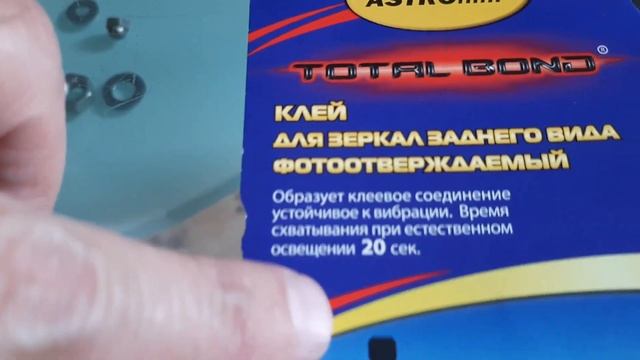 TOTAL BOND®
КЛЕЙ
ДЛЯ ЗЕРКАЛ ЗАДНЕГО ВИДА
ФОТООТВЕРЖДАЕМЫЙ
Образует клеевое соединение
устойчивое к вибрации. Время
схватывания при естественном
освещении 20 сек.